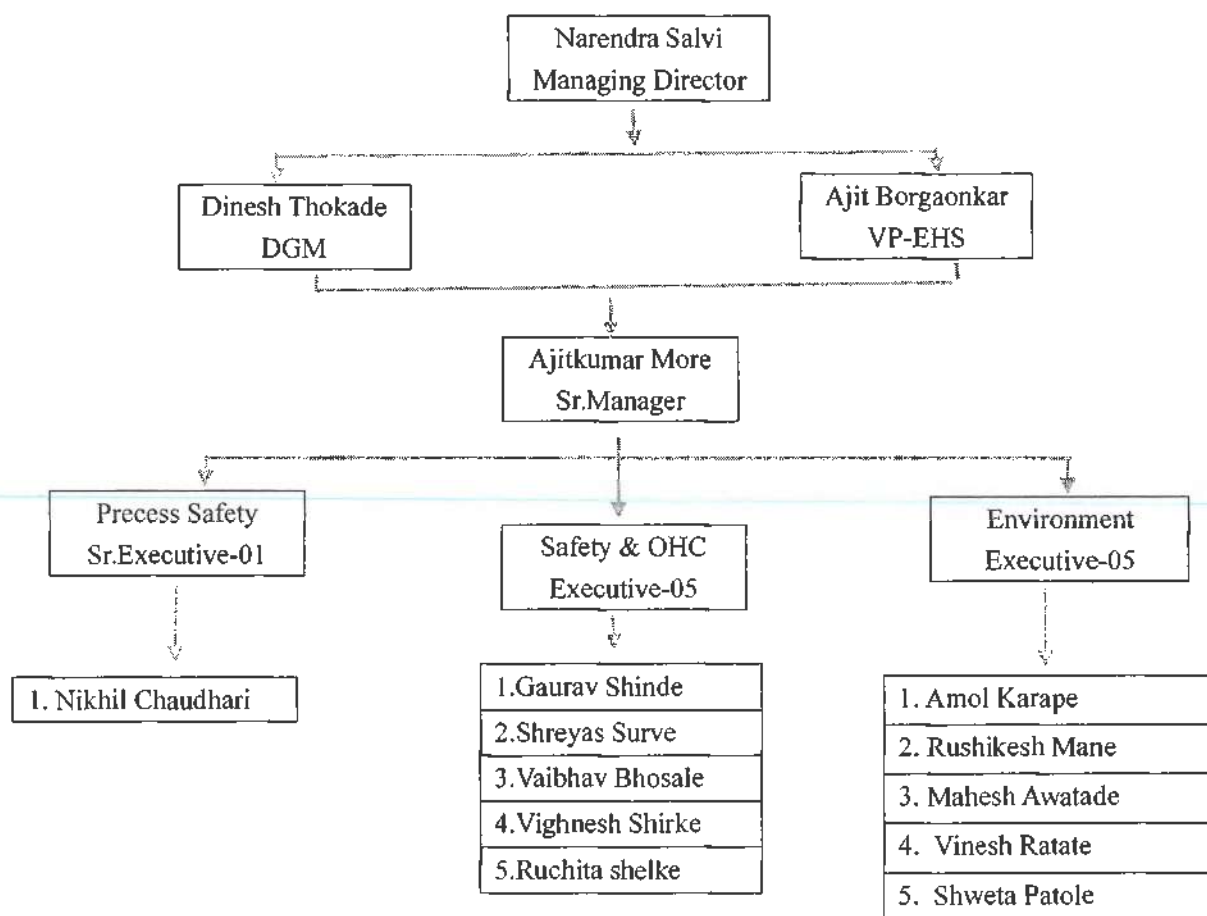 Narendra Salvi
Managing Director
Dinesh Thokade
DGM
Ajit Borgaonkar
VP-EHS
Ajitkumar More
Sr.Manager
Precess Safety
Sr.Executive-01
Safety & OHC
Executive-05
Environment
Executive-05
1. Nikhil Chaudhari
1.Gaurav Shinde
2.Shreyas Surve
3.Vaibhav Bhosale
4.Vighnesh Shirke
5.Ruchita shelke
1. Amol Karape
2. Rushikesh Mane
3. Mahesh Awatade
4. Vinesh Ratate
5. Shweta Patole